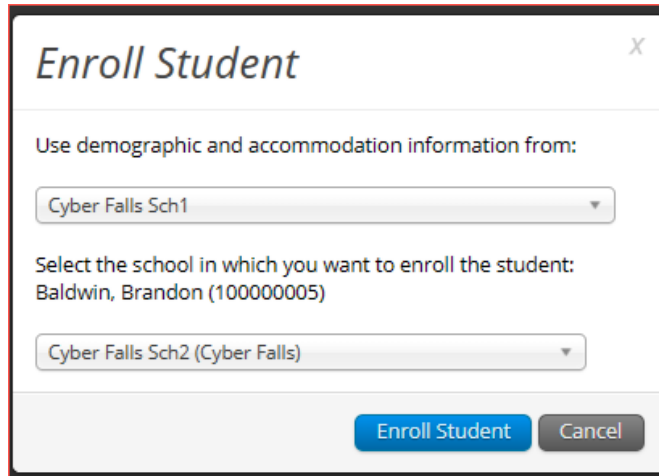 Enroll Student
X
Use demographic and accommodation information from:
Cyber Falls Sch1
Select the school in which you want to enroll the student:
Baldwin, Brandon (100000005)
Cyber Falls Sch2 (Cyber Falls)
Enroll Student
Cancel